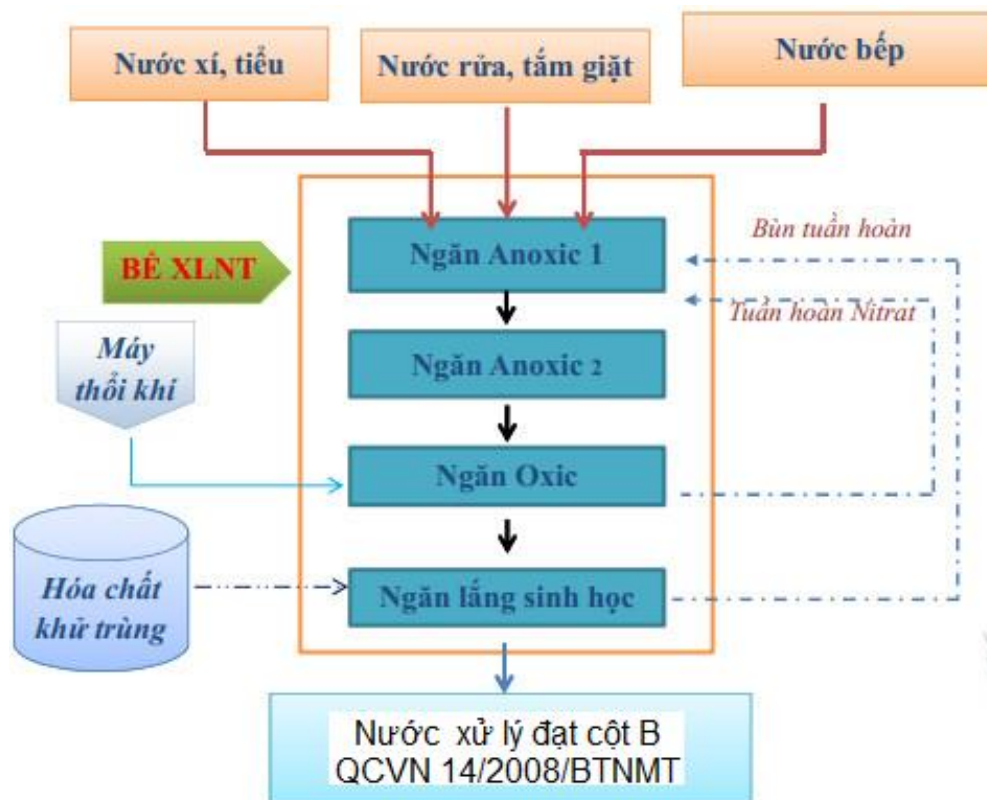 Nước xí, tiểu
Nước rửa, tắm giặt
Nước bếp
Ngăn Anoxic 1
Bùn tuần hoàn
BỂ XLNT
Tuần hoàn Nitrat
Máy
thổi khí
Ngăn Anoxic 2
Ngăn Oxic
Hóa chất
khử trùng
Ngăn lắng sinh học
Nước xử lý đạt cột B
QCVN 14/2008/BTNMT